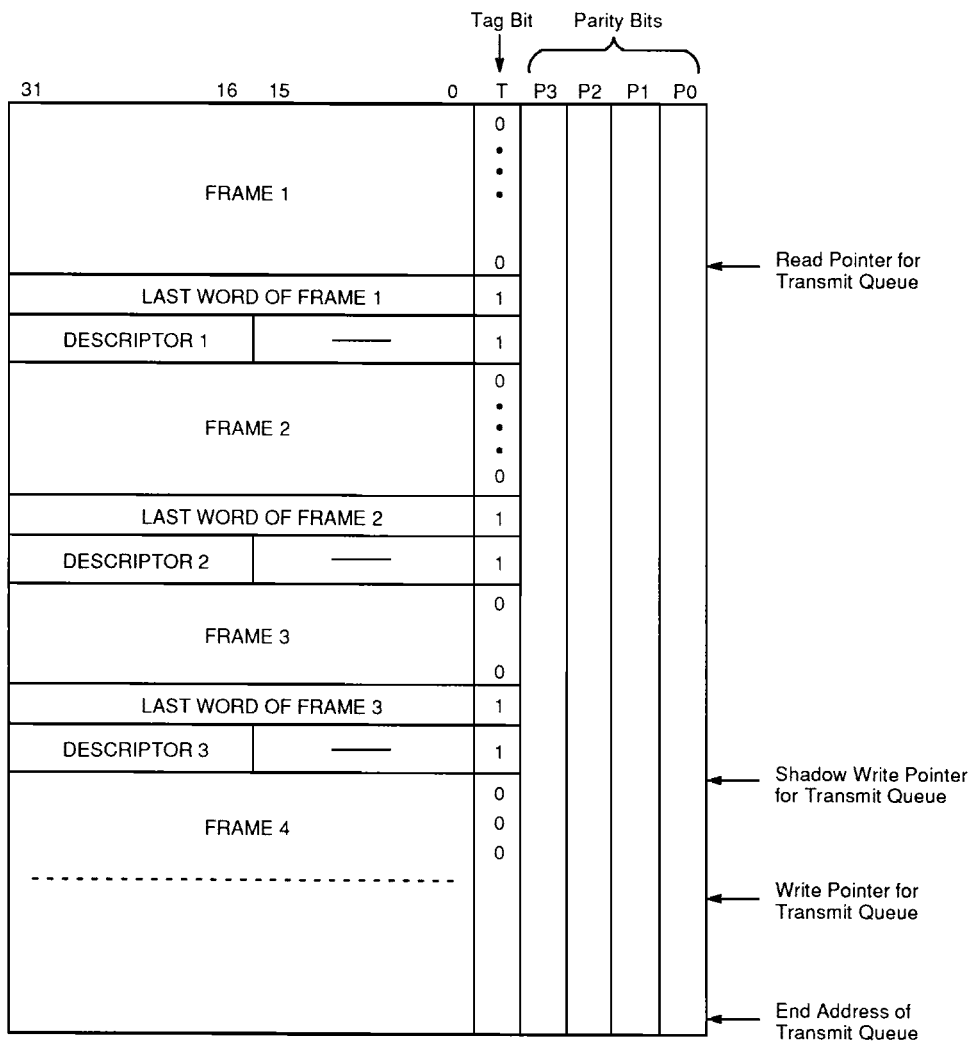 Tag Bit Parity Bits
31 16 15 0 T P3 P2 P1 P0
0
FRAME 1
0
Read Pointer for
Transmit Queue
LAST WORD OF FRAME 1 1
DESCRIPTOR 1 1
0
FRAME 2
0
LAST WORD OF FRAME 2 1
DESCRIPTOR 2 1
0
FRAME 3
0
LAST WORD OF FRAME 3 1
DESCRIPTOR 3 1
Shadow Write Pointer
for Transmit Queue
0
FRAME 4 0
0
Write Pointer for
Transmit Queue
End Address of
Transmit Queue